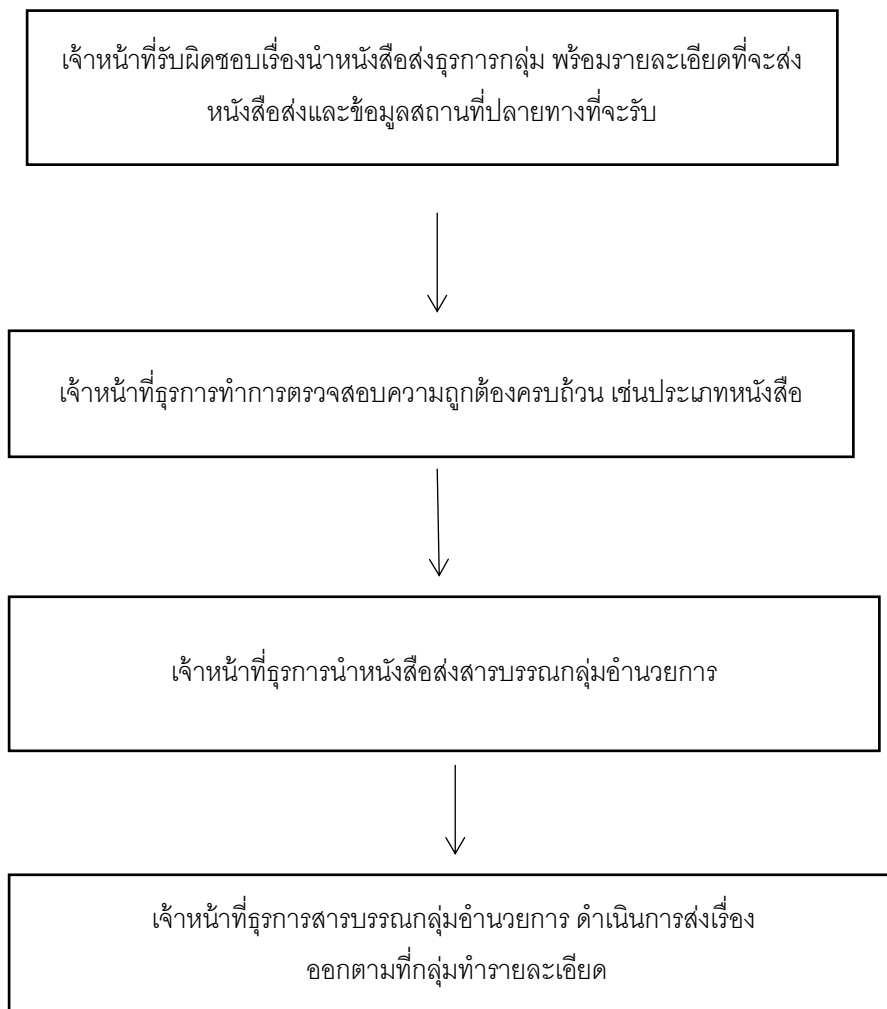 เจ้าหน้าที่รับผิดชอบเรื่องนำหนังสือส่งธุรการกลุ่ม พร้อมรายละเอียดที่จะส่ง
หนังสือส่งและข้อมูลสถานที่ปลายทางที่จะรับ
เจ้าหน้าที่ธุรการทำการตรวจสอบความถูกต้องครบถ้วน เช่นประเภทหนังสือ
เจ้าหน้าที่ธุรการนำหนังสือส่งสารบรรณกลุ่มอำนวยการ
เจ้าหน้าที่ธุรการสารบรรณกลุ่มอำนวยการ ดำเนินการส่งเรื่อง
ออกตามที่กลุ่มทำรายละเอียด